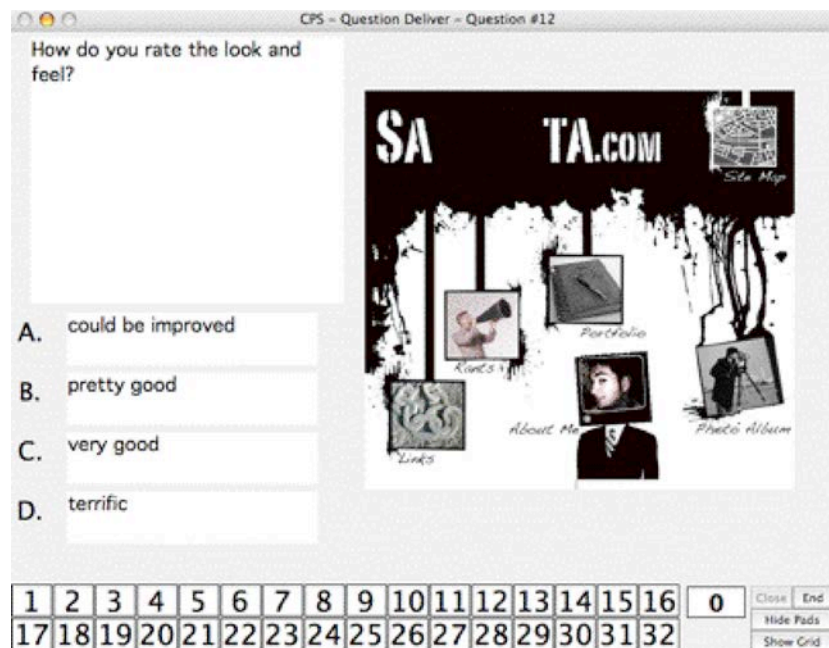 CPS - Question Deliver - Question #12
How do you rate the look and
feel?
SA TA.COM
Site Map
Portfolio
Rants
About Me
Photo Album
Links
A. could be improved
B. pretty good
C. very good
D. terrific
1 2 3 4 5 6 7 8 9 10 11 12 13 14 15 16 0 Close End
Hide Pads
17 18 19 20 21 22 23 24 25 26 27 28 29 30 31 32 Show Grid